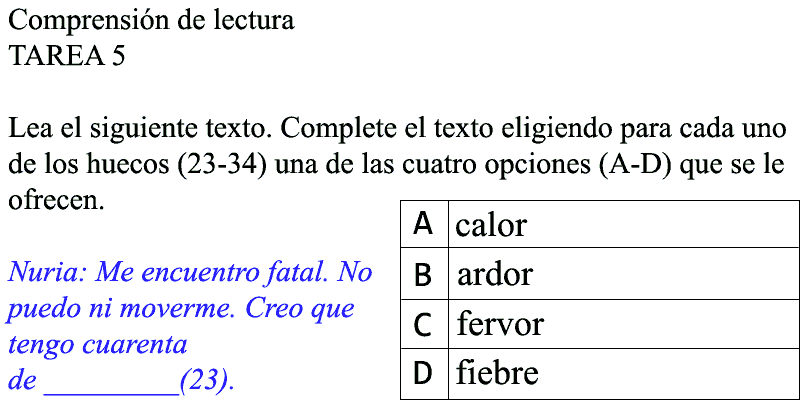 Comprensión de lectura
TAREA 5
Lea el siguiente texto. Complete el texto eligiendo para cada uno
de los huecos (23-34) una de las cuatro opciones (A-D) que se le
ofrecen.
Nuria: Me encuentro fatal. No
puedo ni moverme. Creo que
tengo cuarenta
de _________(23).
A calor
B ardor
C fervor
D fiebre